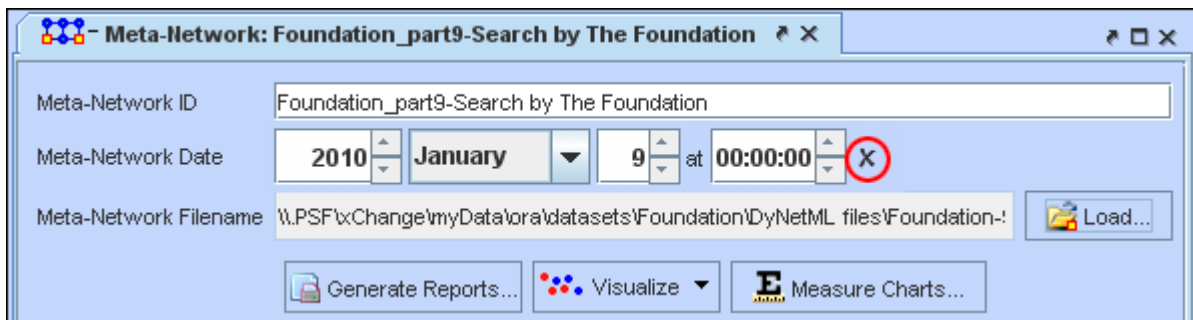 Meta-Network: Foundation_part9-Search by The Foundation
Meta-Network ID Foundation_part9-Search by The Foundation
Meta-Network Date 2010 January 9 at 00:00:00 X
Meta-Network Filename \\.PSF\xChange\myData\ora\datasets\Foundation\DyNetML files\Foundation- Load...
Generate Reports... Visualize Measure Charts...